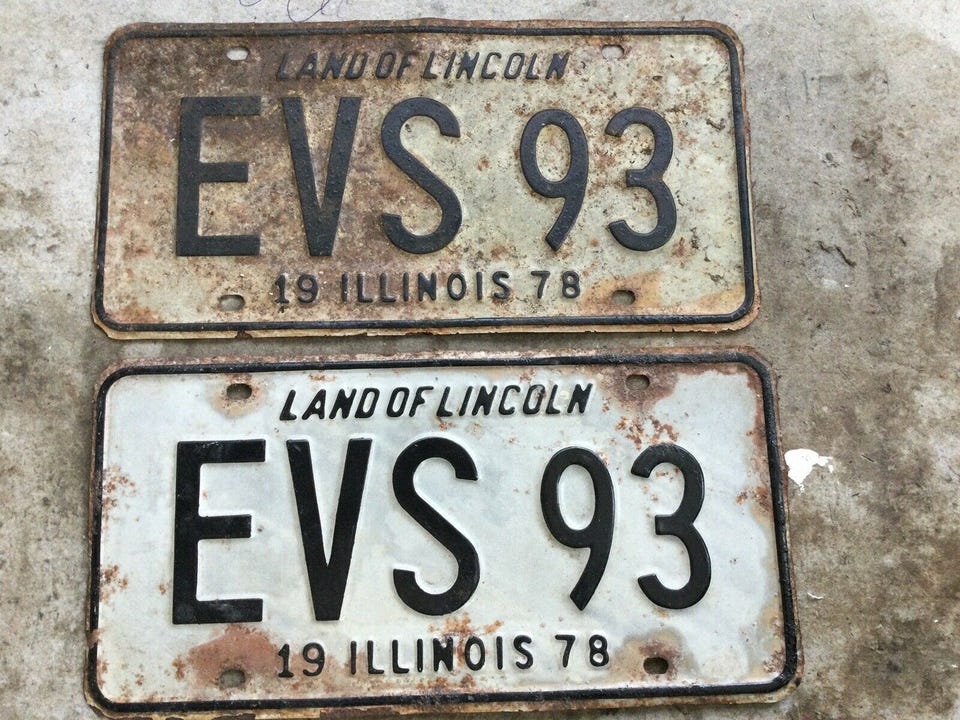 LAND OF LINCOLN
EVS 93
19 ILLINOIS 78
LAND OF LINCOLN
EVS 93
19 ILLINOIS 78